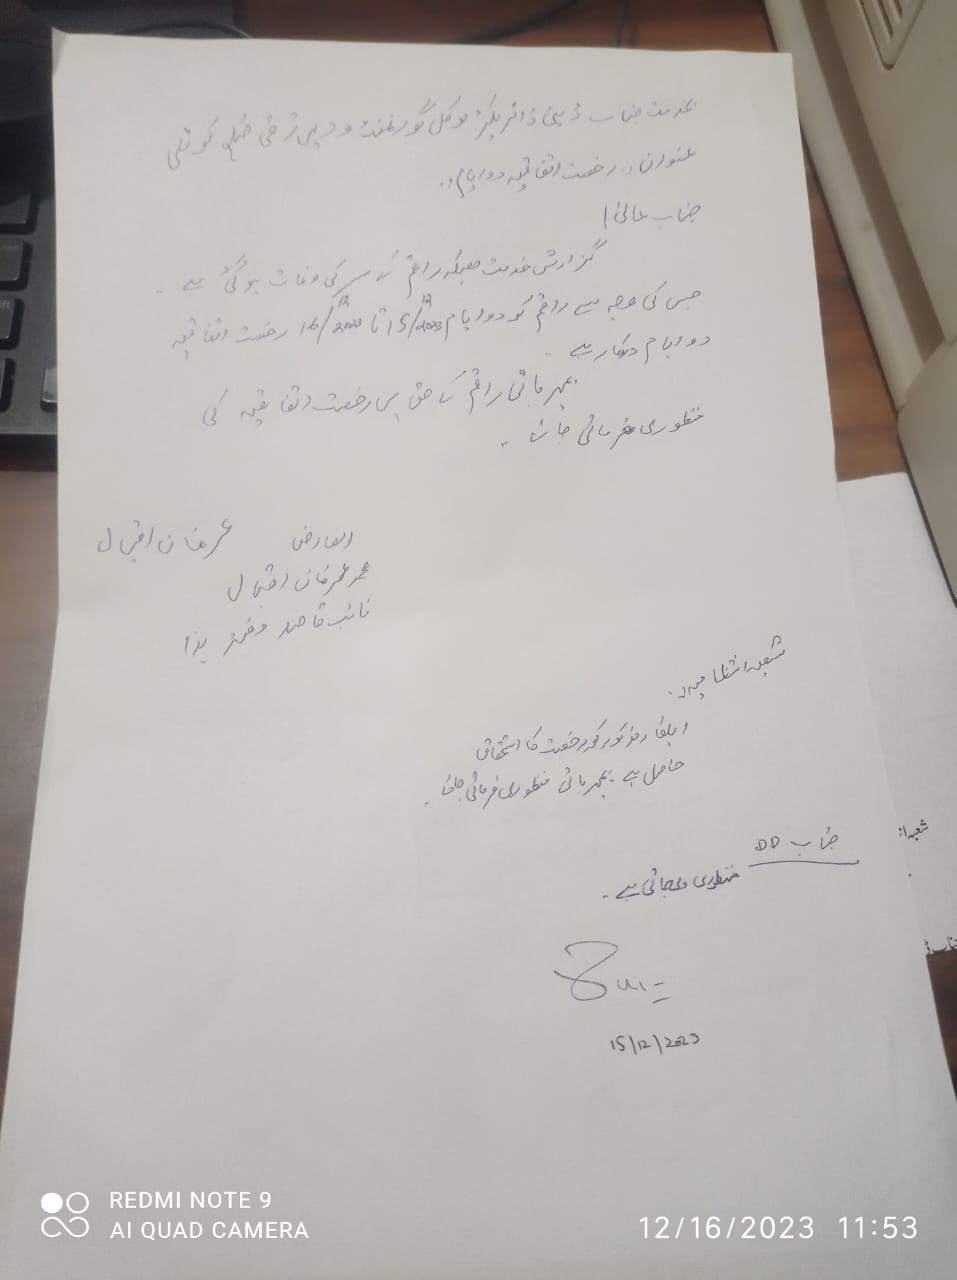 بخدمت جناب ڈپٹی ڈائریکٹر لوکل گورنمنٹ و دیہی ترقی ضلع کوٹلی
عنوان:۔ رخصت اتفاقیہ دو ایام۔
جناب عالی!
گزارش خدمت ہیکہ راقم کے سسر کی وفات ہو گئی ہے ۔
جس کی وجہ سے راقم کو دو ایام 15/12/2023 تا 16/12/2023 رخصت اتفاقیہ
دو ایام درکار ہے ۔
بمہربانی راقم کے حق میں رخصت اتفاقیہ کی
منظوری فرمائی جائے ۔
العارض عرفان اقبال
محمد عرفان اقبال
نائب قاصد دفتر ہذا
شعبہ انتظامیہ:۔
اہلکار مذکور کو رخصت کا استحقاق
حاصل ہے ۔ بمہربانی منظوری فرمائی جائے ۔
جناب DD
منظوری دی جاتی ہے ۔
15/12/2023
شعبہ ا:
جناب ڈ
REDMI NOTE 9
AI QUAD CAMERA
12/16/2023 11:53